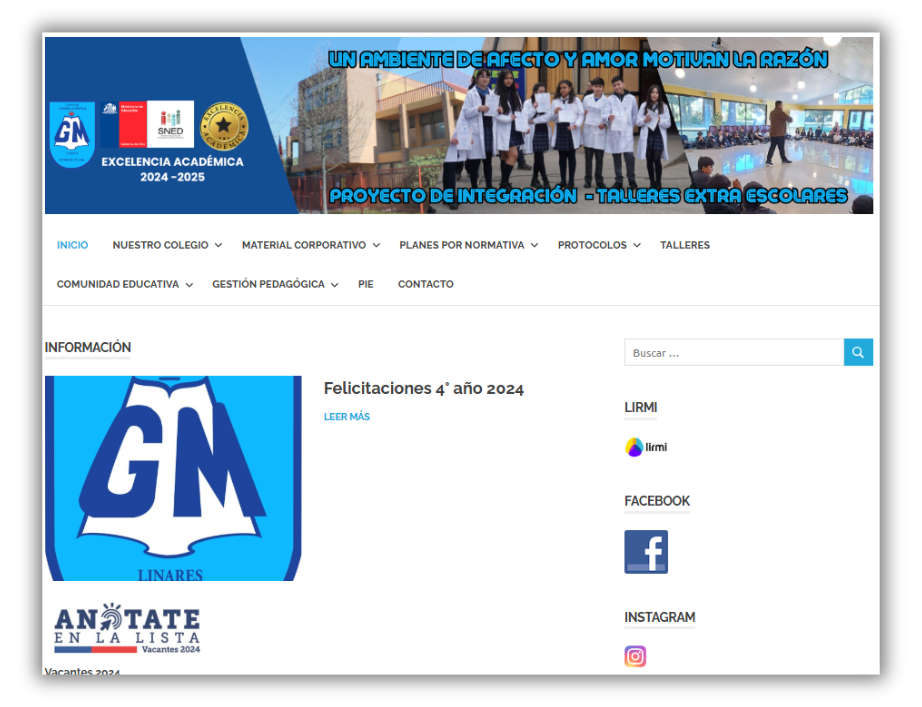 UN AMBIENTE DE AFECTO Y AMOR MOTIVAN LA RAZÓN
GM
Ministerio de
Educación
SNED
EXCELENCIA
ACADÉMICA
EXCELENCIA ACADÉMICA
2024 -2025
PROYECTO DE INTEGRACIÓN - TALLERES EXTRA ESCOLARES
INICIO NUESTRO COLEGIO MATERIAL CORPORATIVO PLANES POR NORMATIVA PROTOCOLOS TALLERES
COMUNIDAD EDUCATIVA GESTIÓN PEDAGÓGICA PIE CONTACTO
INFORMACIÓN
Buscar ...
GM
LINARES
Felicitaciones 4° año 2024
LEER MÁS
LIRMI
lirmi
FACEBOOK
f
INSTAGRAM
ANÓTATE
EN LA LISTA
Vacantes 2024
Vacantes 2024